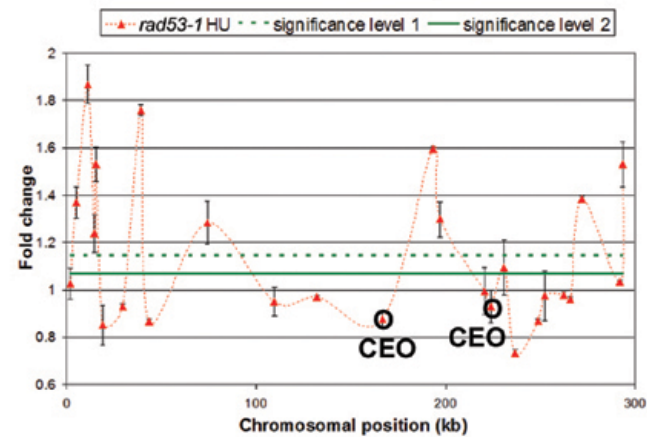 rad53-1 HU significance level 1 significance level 2
2
1.8
1.6
1.4
1.2
1
0.8
0.6
Fold change
CEO CEO
0 100 200 300
Chromosomal position (kb)